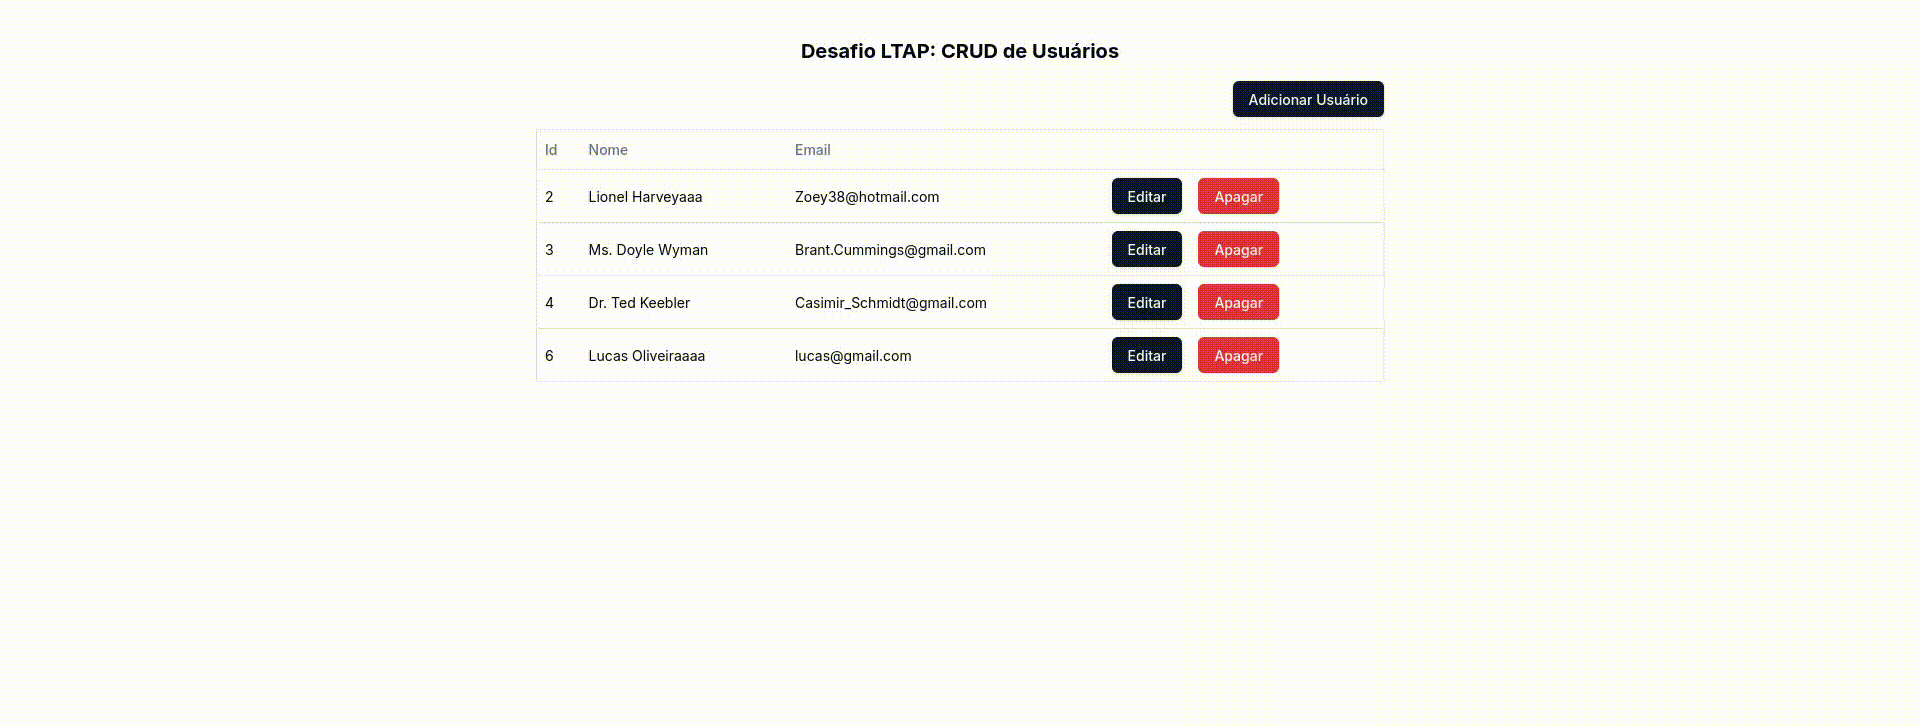 Desafio LTAP: CRUD de Usuários
Adicionar Usuário
Id Nome Email
2 Lionel Harveyaaa Zoey38@hotmail.com Editar Apagar
3 Ms. Doyle Wyman Brant.Cummings@gmail.com Editar Apagar
4 Dr. Ted Keebler Casimir_Schmidt@gmail.com Editar Apagar
6 Lucas Oliveiraaaa lucas@gmail.com Editar Apagar